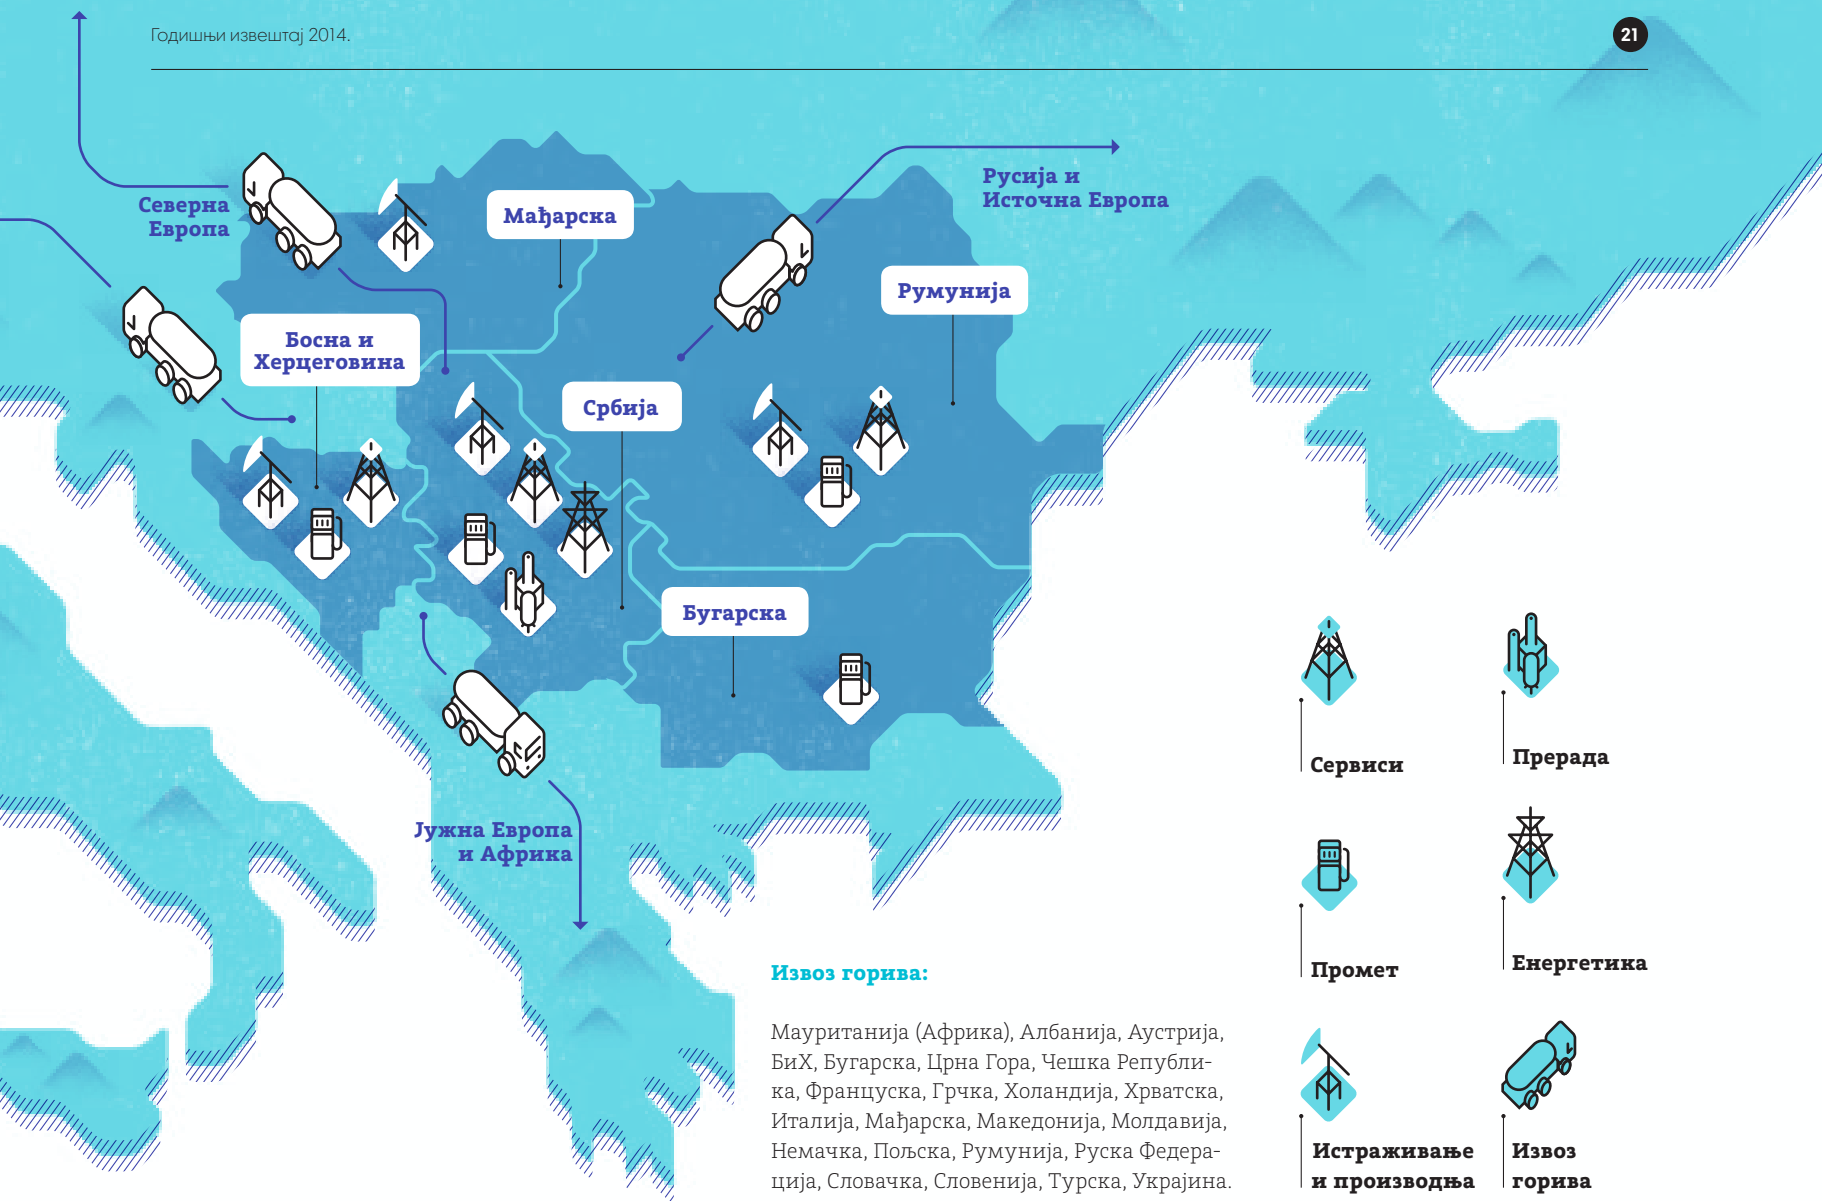 Годишњи извештај 2014.
21
Северна
Европа
Мађарска
Русија и
Источна Европа
Румунија
Босна и
Херцеговина
Србија
Бугарска
Јужна Европа
и Африка
Сервиси
Прерада
Промет
Енергетика
Истраживање
и производња
Извоз
горива
Извоз горива:
Мауританија (Африка), Албанија, Аустрија,
БиХ, Бугарска, Црна Гора, Чешка Републи-
ка, Француска, Грчка, Холандија, Хрватска,
Италија, Мађарска, Македонија, Молдавија,
Немачка, Пољска, Румунија, Руска Федера-
ција, Словачка, Словенија, Турска, Украјина.